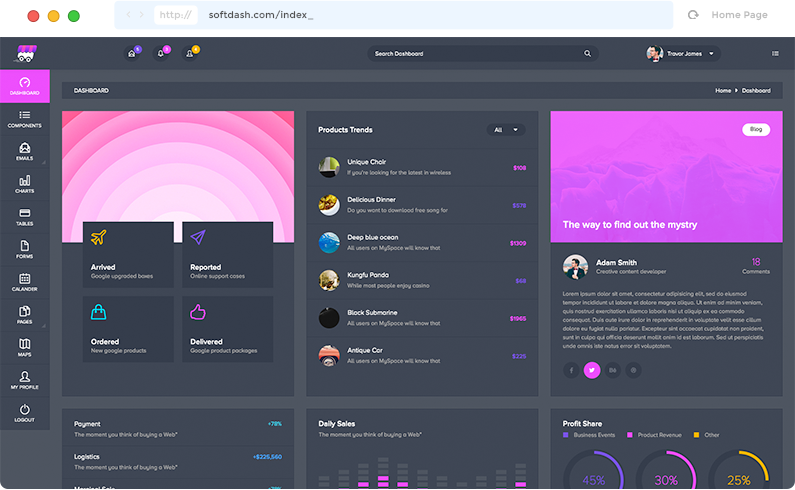 http://
softdash.com/index_
Home Page
Search Dashboard
Travor James
DASHBOARD
COMPONENTS
EMAILS
CHARTS
TABLES
FORMS
CALANDER
PAGES
MAPS
MY PROFILE
LOGOUT
DASHBOARD
Home
Dashboard
Arrived
Google upgraded boxes
Reported
Online support cases
Ordered
New google products
Delivered
Google product packages
Products Trends
All
Unique Chair
If you're looking for the latest in wireless
$108
Delicious Dinner
Do you want to download free song for
$579
Deep blue ocean
All users on MySpace will know that
$1309
Kungfu Panda
While most people enjoy casino
Black Submarine
All users on MySpace will know that
$1965
Antique Car
All users on MySpace will know that
$225
Blog
The way to find out the mystry
Adam Smith
Creative content developer
18
Comments
Lorem ipsum dolor sit amet, consectetur adipisicing elit, sed do eiusmod
tempor incididunt ut labore et dolore magna aliqua. Ut enim ad minim veniam,
quis nostrud exercitation ullamco laboris nisi ut aliquip ex ea commodo
consequat. Duis aute irure dolor in reprehenderit in voluptate velit esse cillum dolore
eu fugiat nulla pariatur. Excepteur sint occaecat cupidatat non proident,
sunt in culpa qui officia deserunt mollit anim id est laborum. Sed ut perspiciatis
unde omnis iste natus error sit voluptatem.
Payment
The moment you think of buying a Web"
+78%
Logistics
The moment you think of buying a Web"
+$225,560
Daily Sales
The moment you think of buying a Web"
Profit Share
Business Events
Product Revenue
Other
45%
30%
25%